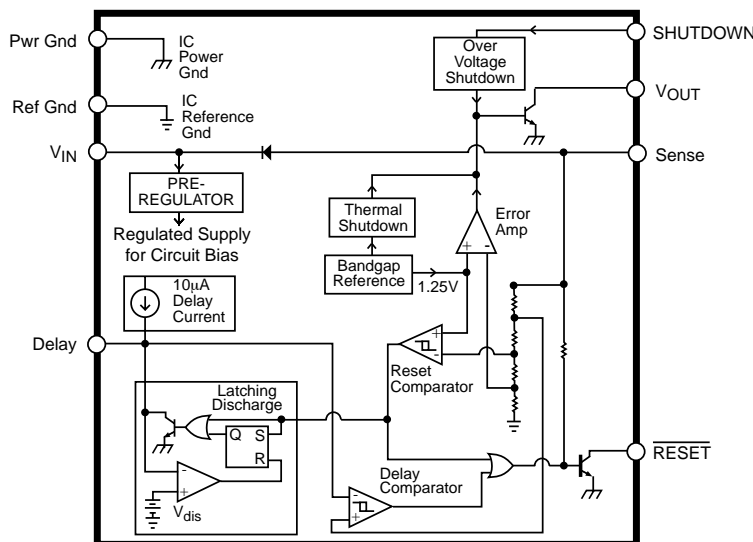 Pwr Gnd
IC
Power
Gnd
Ref Gnd
IC
Reference
Gnd
Over
Voltage
Shutdown
SHUTDOWN
VOUT
VIN
Sense
PRE-
REGULATOR
Regulated Supply
for Circuit Bias
Thermal
Shutdown
Error
Amp
+ -
Bandgap
Reference
1.25V
10μA
Delay
Current
Delay
+
-
Reset
Comparator
Latching
Discharge
Q S
R
-
+
Vdis
Delay
Comparator
-
+
RESET